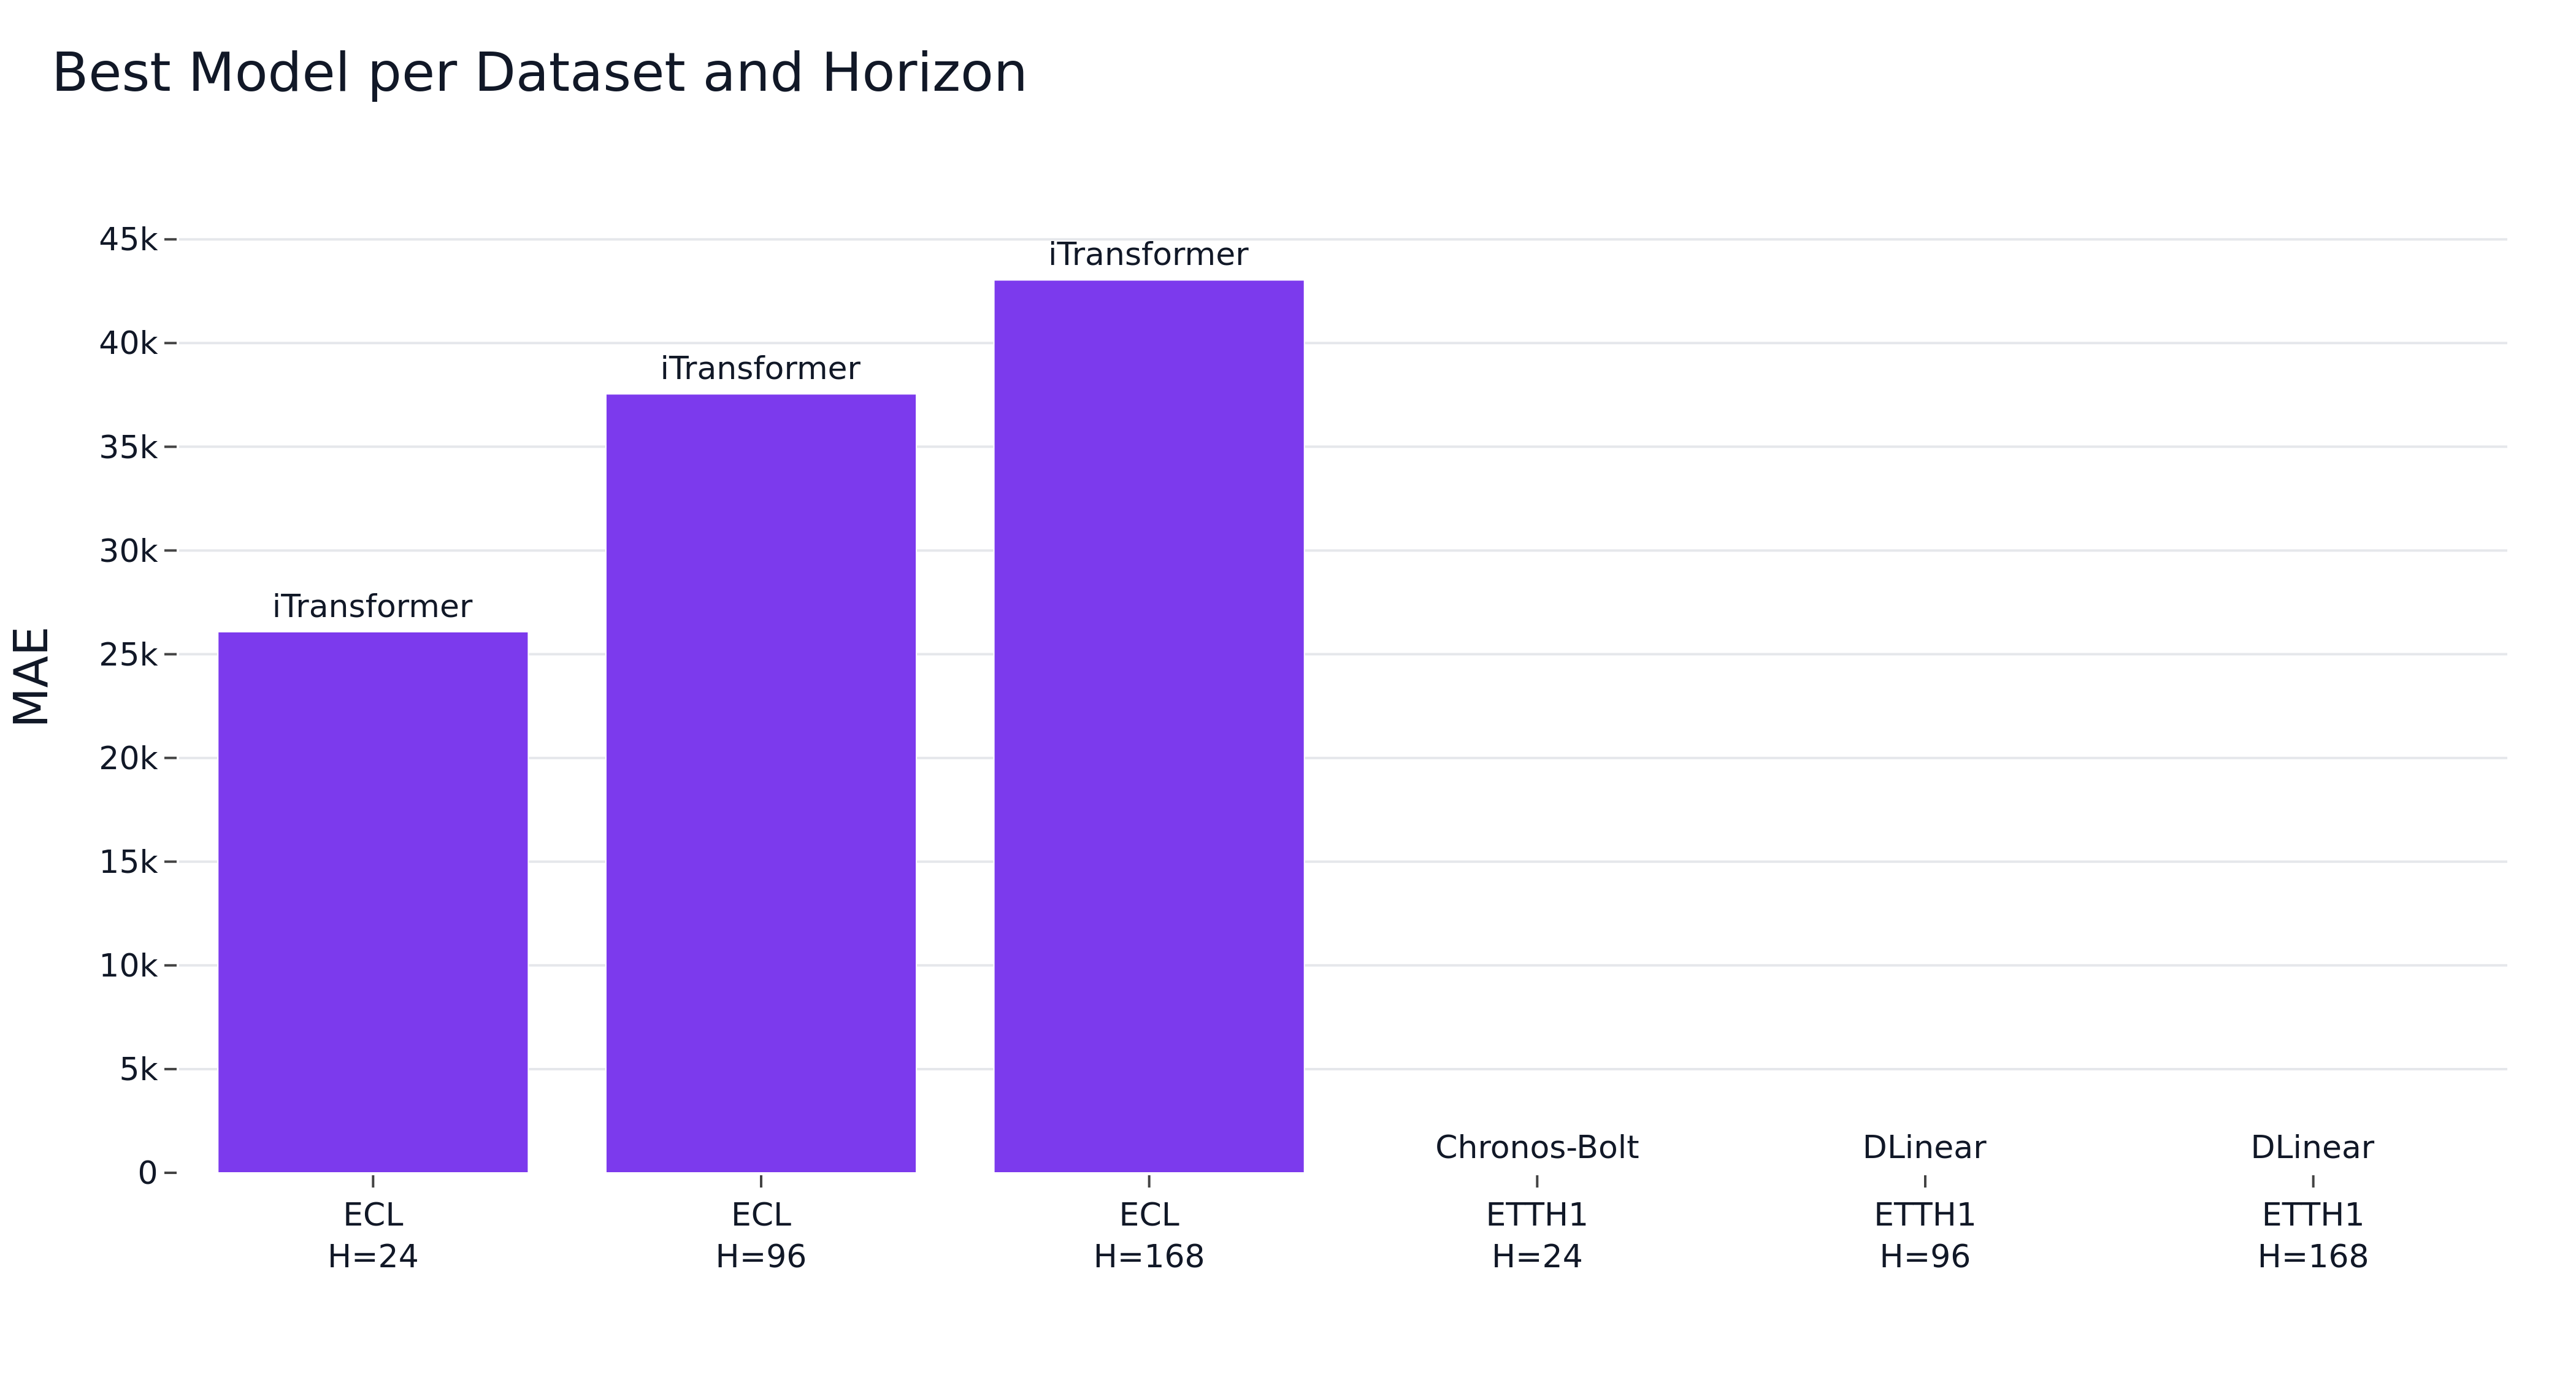 Best Model per Dataset and Horizon
MAE
45k
40k
35k
30k
25k
20k
15k
10k
5k
0
iTransformer
iTransformer
iTransformer
Chronos-Bolt
DLinear
DLinear
ECL
H=24
ECL
H=96
ECL
H=168
ETTH1
H=24
ETTH1
H=96
ETTH1
H=168